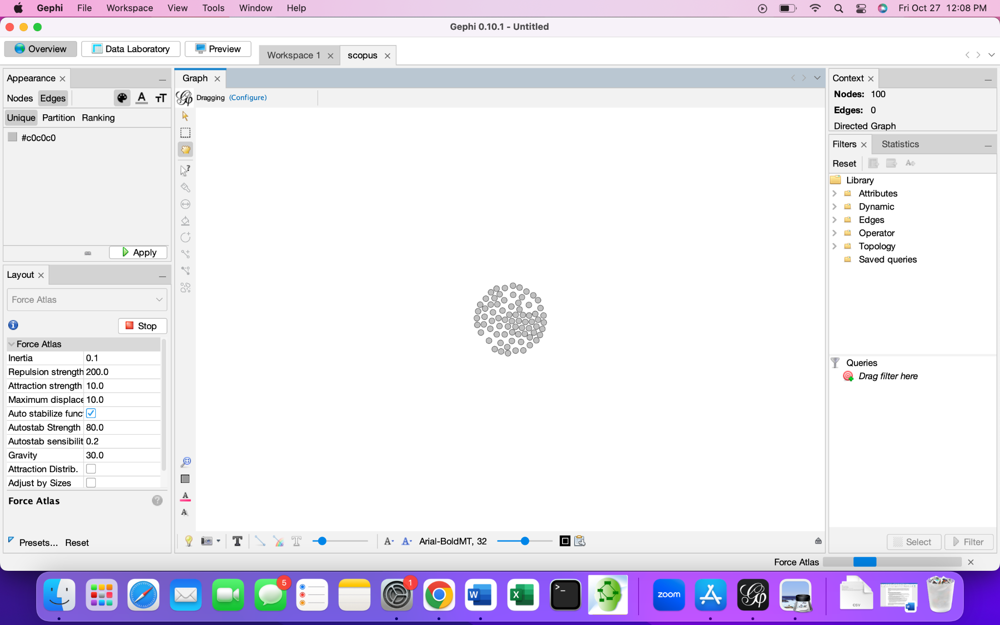 Gephi File Workspace View Tools Window Help
Fri Oct 27 12:08 PM
Gephi 0.10.1 - Untitled
Overview Data Laboratory Preview
Workspace 1 scopus
Appearance
Nodes Edges
Unique Partition Ranking
#c0c0c0
Apply
Layout
Force Atlas
Stop
Force Atlas
Inertia 0.1
Repulsion strength 200.0
Attraction strength 10.0
Maximum displace 10.0
Auto stabilize func
Autostab Strength 80.0
Autostab sensibilit 0.2
Gravity 30.0
Attraction Distrib.
Adjust by Sizes
Force Atlas
Presets... Reset
Graph
Dragging (Configure)
Arial-BoldMT, 32
Context
Nodes: 100
Edges: 0
Directed Graph
Filters Statistics
Reset
Library
Attributes
Dynamic
Edges
Operator
Topology
Saved queries
Queries
Drag filter here
Select Filter
Force Atlas
5
1
W
X
>_
zoom
CSV
W